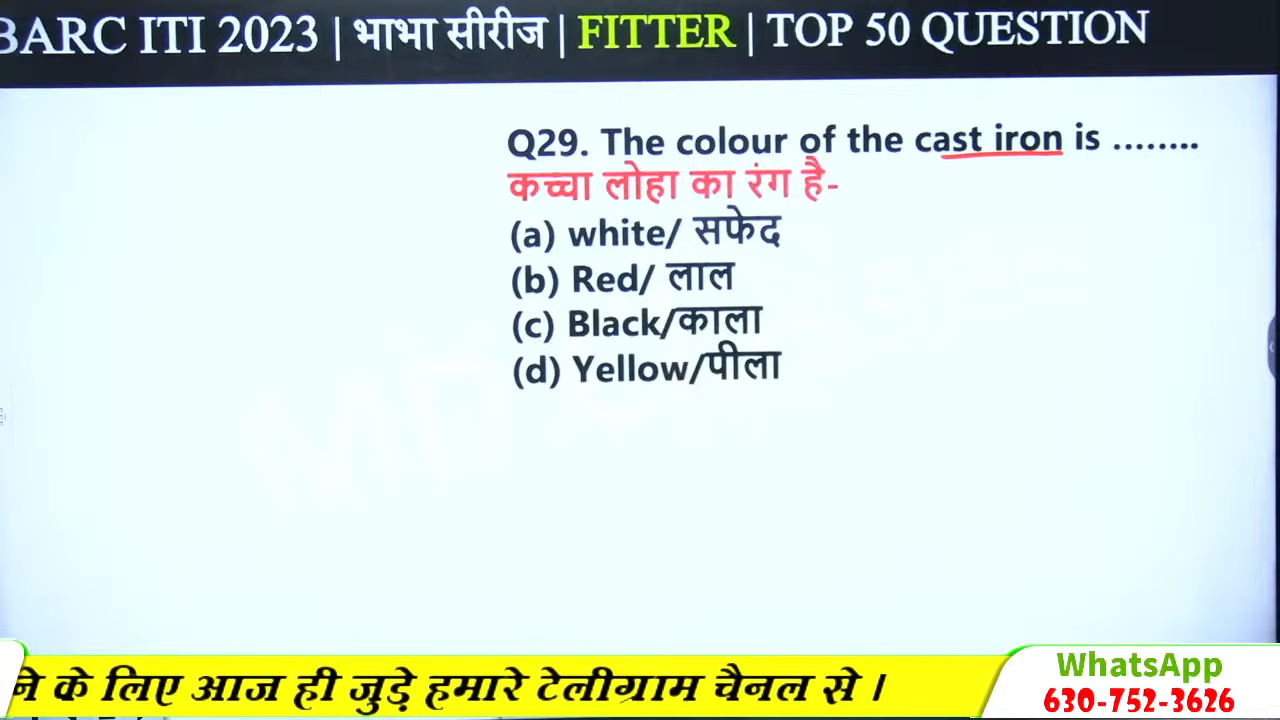 BARC ITI 2023 | भाभा सीरीज | FITTER | TOP 50 QUESTION
Q29. The colour of the cast iron is ........
कच्चा लोहा का रंग है-
(a) white/ सफेद
(b) Red/ लाल
(c) Black/काला
(d) Yellow/पीला
ने के लिए आज ही जुड़े हमारे टेलीग्राम चैनल से ।
WhatsApp
630-752-3626